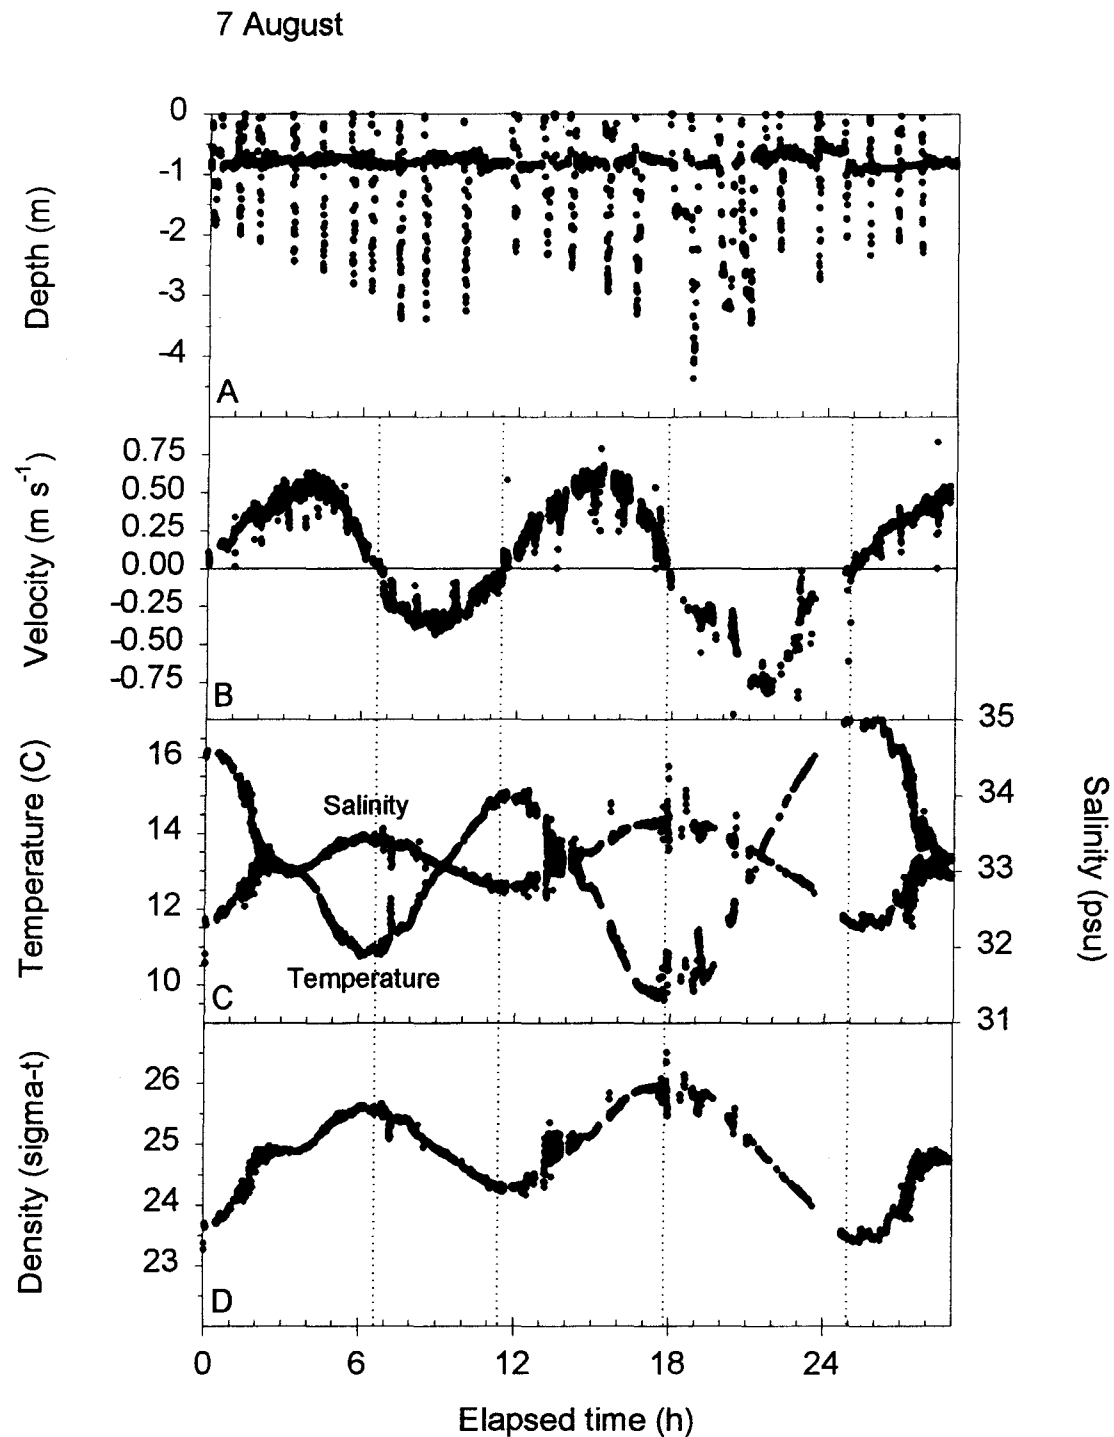 7 August
Depth (m)
0
-1
-2
-3
-4
A
Velocity (m s⁻¹)
0.75
0.50
0.25
0.00
-0.25
-0.50
-0.75
B
Temperature (C)
16
14
12
10
Salinity
Temperature
C
35
34
33
32
31
Salinity (psu)
Density (sigma-t)
26
25
24
23
D
0 6 12 18 24
Elapsed time (h)